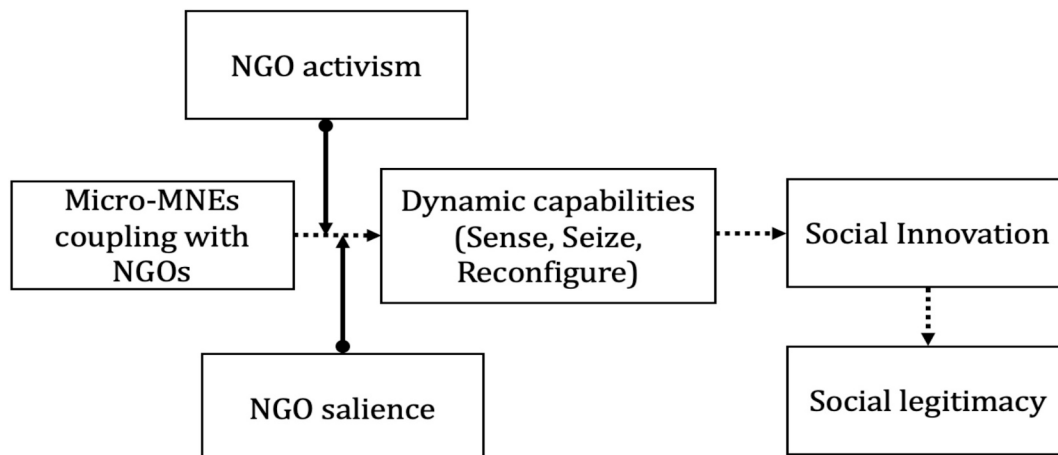 NGO activism
Micro-MNEs
coupling with
NGOs
Dynamic capabilities
(Sense, Seize,
Reconfigure)
Social Innovation
NGO salience
Social legitimacy